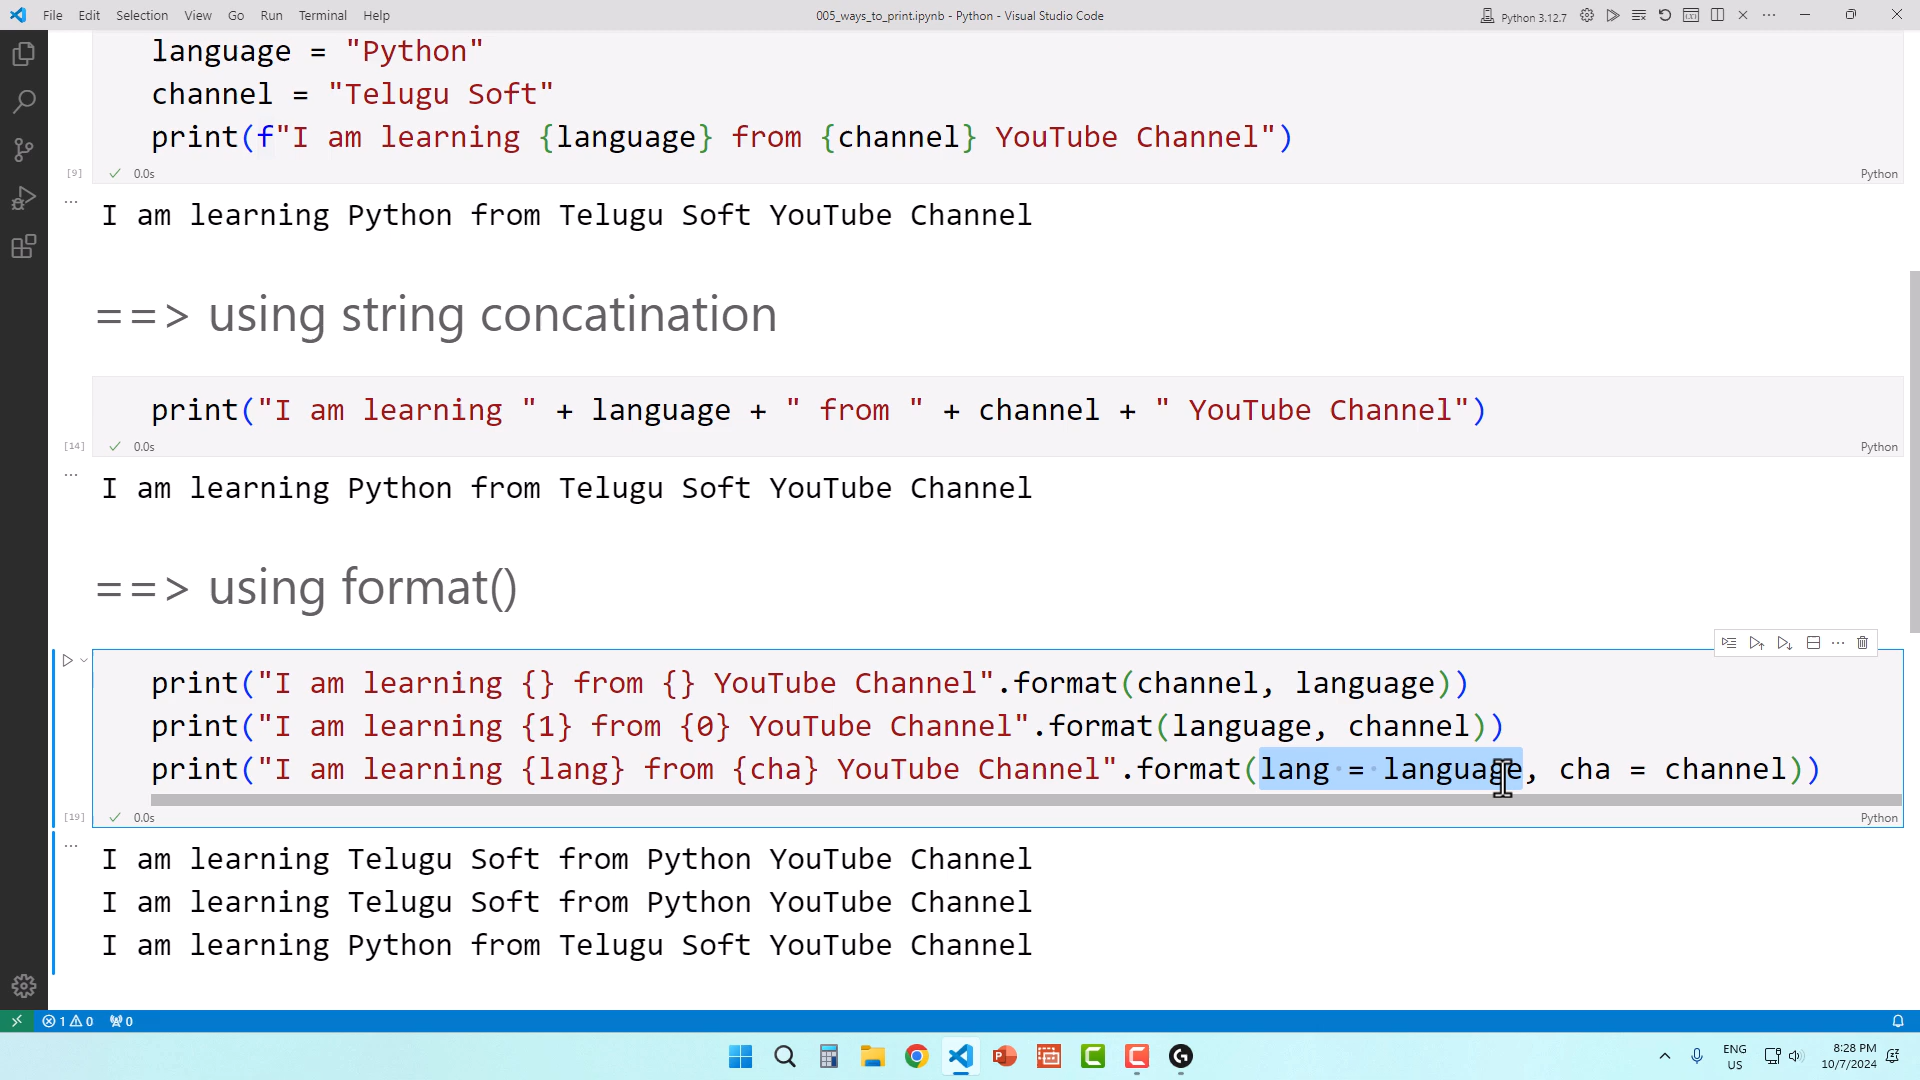 File Edit Selection View Go Run Terminal Help
005_ways_to_print.ipynb - Python - Visual Studio Code
Python 3.12.7
language = "Python"
channel = "Telugu Soft"
print(f"I am learning {language} from {channel} YouTube Channel")
[9] 0.0s Python
I am learning Python from Telugu Soft YouTube Channel
==> using string concatination
print("I am learning " + language + " from " + channel + " YouTube Channel")
[14] 0.0s Python
I am learning Python from Telugu Soft YouTube Channel
==> using format()
print("I am learning {} from {} YouTube Channel".format(channel, language))
print("I am learning {1} from {0} YouTube Channel".format(language, channel))
print("I am learning {lang} from {cha} YouTube Channel".format(lang = language, cha = channel))
[19] 0.0s Python
I am learning Telugu Soft from Python YouTube Channel
I am learning Telugu Soft from Python YouTube Channel
I am learning Python from Telugu Soft YouTube Channel
1 0 0
ENG
US
8:28 PM
10/7/2024